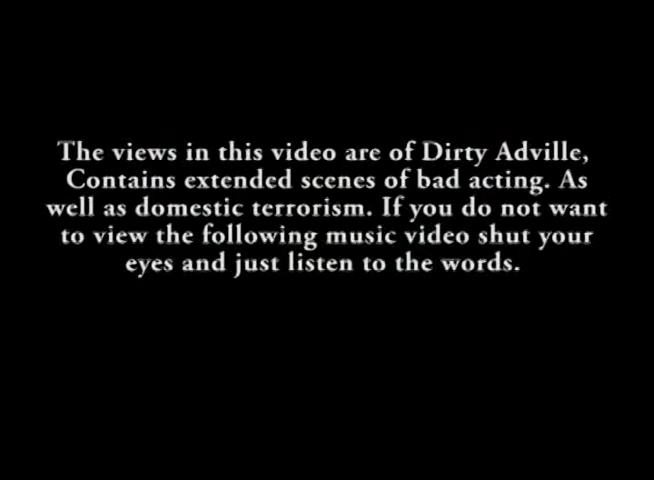 The views in this video are of Dirty Adville,
Contains extended scenes of bad acting. As
well as domestic terrorism. If you do not want
to view the following music video shut your
eyes and just listen to the words.